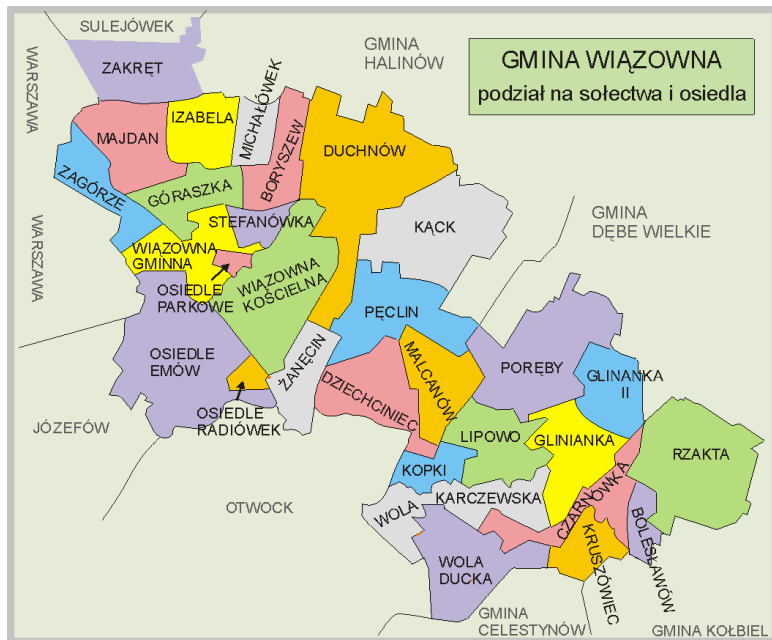 SULEJÓWEK
GMINA
HALINÓW
GMINA WIĄZOWNA
podział na sołectwa i osiedla
WARSZAWA
ZAKRĘT
IZABELA
MICHAŁÓWEK
MAJDAN
BORYSZEW
DUCHNÓW
ZAGÓRZE
GÓRASZKA
STEFANÓWKA
KĄCK
GMINA
DĘBE WIELKIE
WARSZAWA
WIĄZOWNA
GMINNA
WIĄZOWNA
KOŚCIELNA
OSIEDLE
PARKOWE
PĘCLIN
OSIEDLE
EMÓW
ŻANĘCIN
MALCANÓW
PORĘBY
GLINANKA
II
DZIECHCINIEC
OSIEDLE
RADIÓWEK
JÓZEFÓW
LIPOWO
GLINIANKA
RZAKTA
KOPKI
OTWOCK
WOLA
KARCZEWSKA
CZARNÓWKA
BOLESŁAWÓW
WOLA
DUCKA
KRUSZÓWIEC
GMINA
CELESTYNÓW
GMINA KOŁBIEL